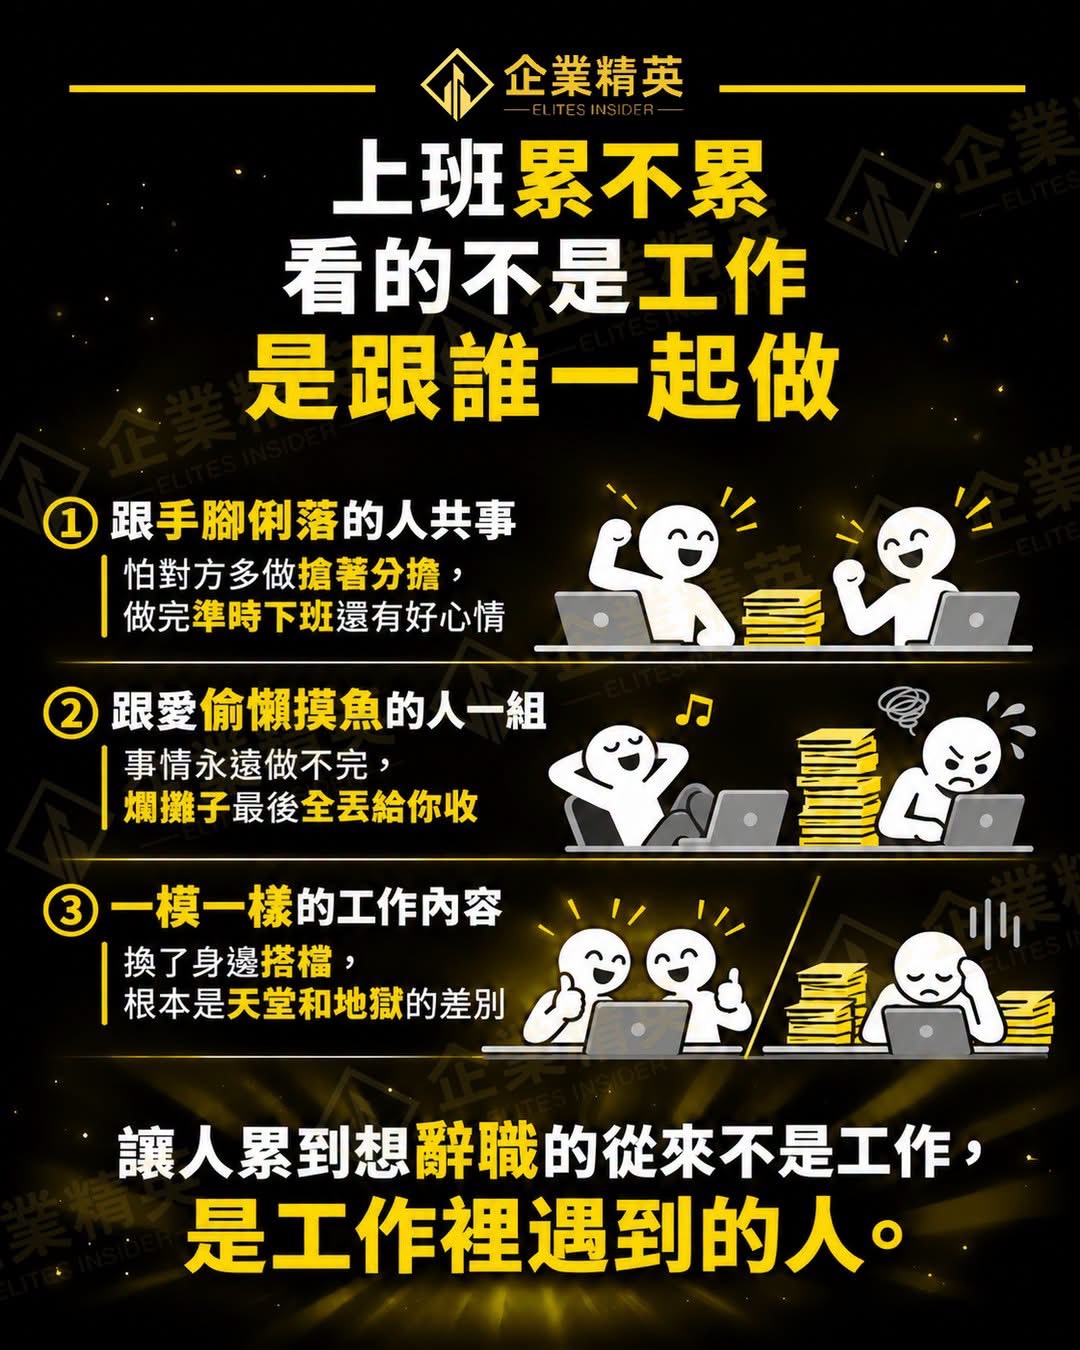 企業精英
ELITES INSIDER
上班累不累
看的不是工作
是跟誰一起做
① 跟手腳俐落的人共事
怕對方多做搶著分擔，
做完準時下班還有好心情
② 跟愛偷懶摸魚的人一組
事情永遠做不完，
爛攤子最後全丟給你收
③ 一模一樣的工作內容
換了身邊搭檔，
根本是天堂和地獄的差別
讓人累到想辭職的從來不是工作，
是工作裡遇到的人。